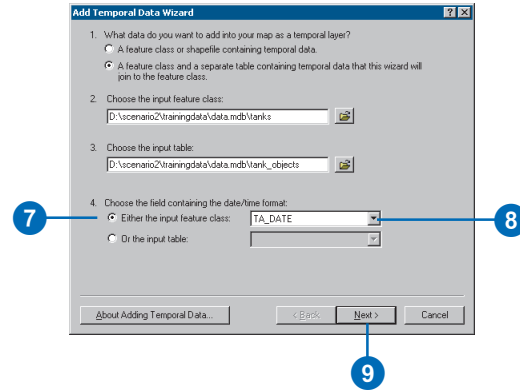 Add Temporal Data Wizard
1. What data do you want to add into your map as a temporal layer?
A feature class or shapefile containing temporal data.
A feature class and a separate table containing temporal data that this wizard will
join to the feature class.
2. Choose the input feature class:
D:\scenario2\trainingdata\data.mdb\tanks
3. Choose the input table:
D:\scenario2\trainingdata\data.mdb\tank_objects
4. Choose the field containing the date/time format:
7
Either the input feature class: TA_DATE
8
Or the input table:
About Adding Temporal Data... < Back Next > Cancel
9